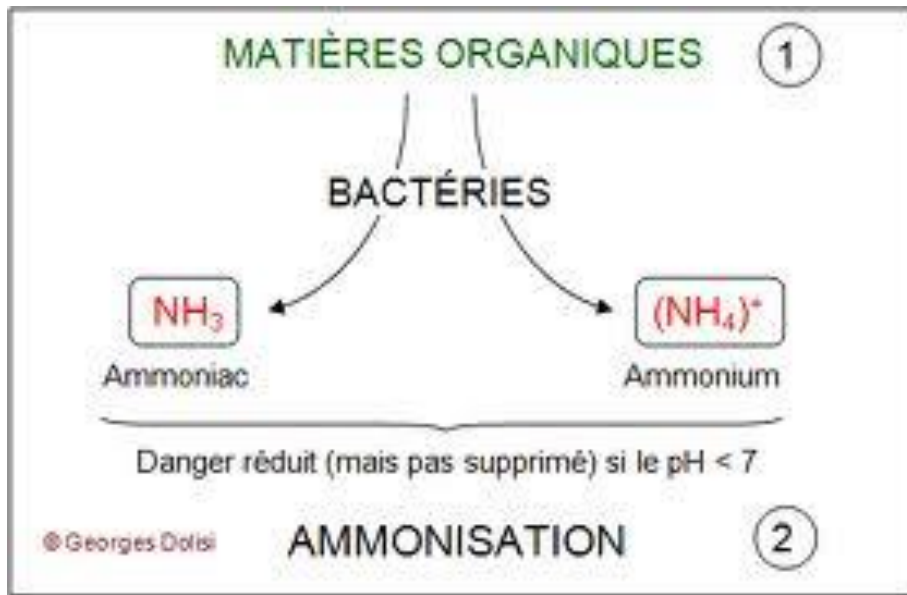 MATIÈRES ORGANIQUES 1
BACTÉRIES
NH₃ (NH₄)⁺
Ammoniac Ammonium
Danger réduit (mais pas supprimé) si le pH < 7
© Georges Dolisi AMMONISATION 2